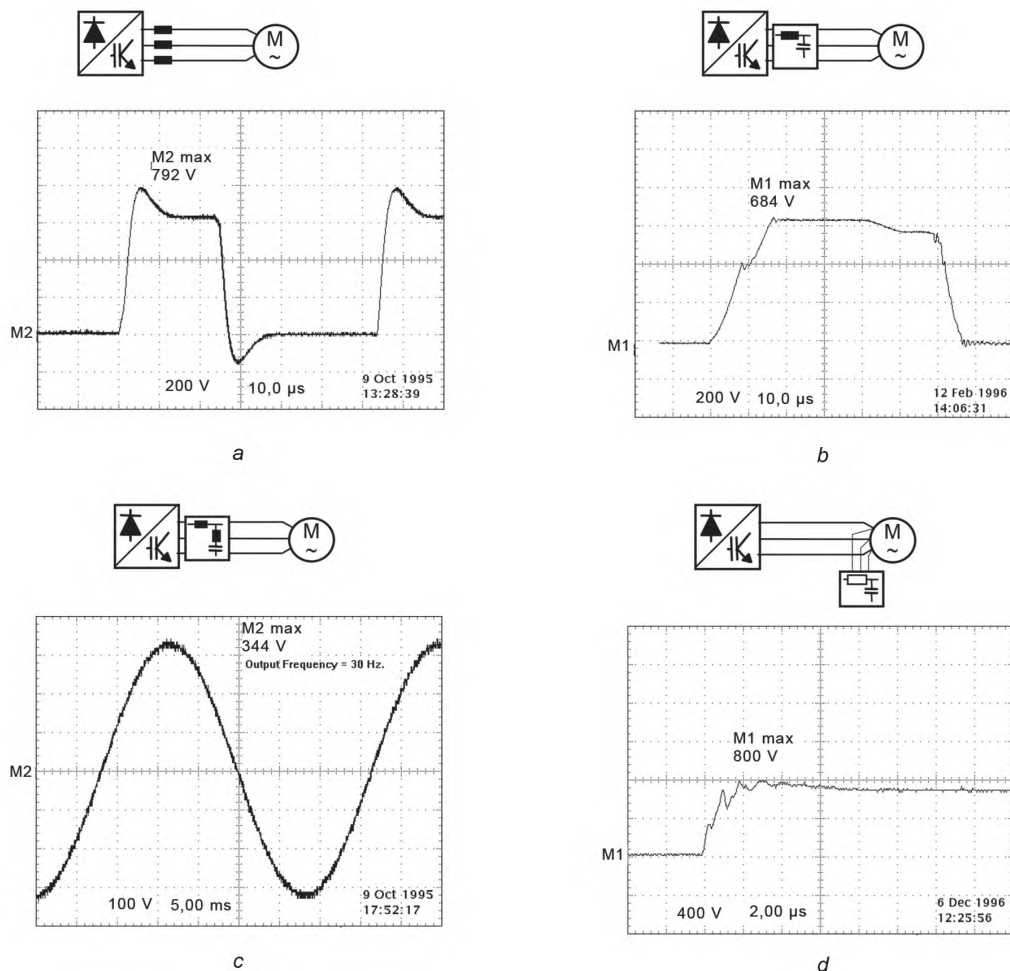 M
~
M2 max
792 V
M2
200 V 10,0 µs
9 Oct 1995
13:28:39
a
M
~
M1 max
684 V
M1
200 V 10,0 µs
12 Feb 1996
14:06:31
b
M
~
M2 max
344 V
Output Frequency = 30 Hz.
M2
100 V 5,00 ms
9 Oct 1995
17:52:17
c
M
~
M1 max
800 V
M1
400 V 2,00 µs
6 Dec 1996
12:25:56
d